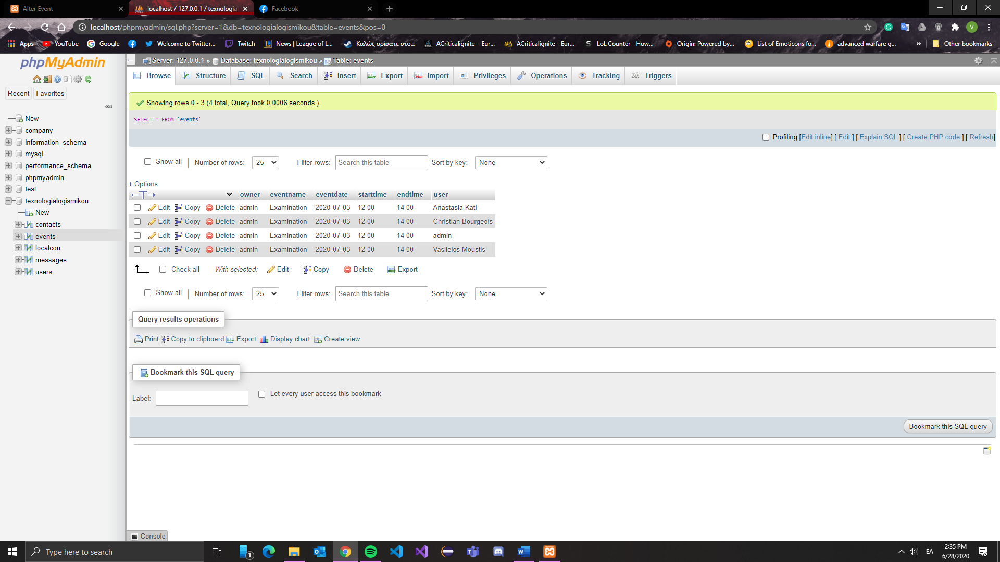 Alter Event
localhost / 127.0.0.1 / texnologial
Facebook
localhost/phpmyadmin/sql.php?server=1&db=texnologialogismikou&table=events&pos=0
V
Apps
YouTube
Google
Welcome to Twitter...
Twitch
News | League of L...
Καλώς ορίσατε στο...
ACriticalignite – Eur...
ACriticalignite - Eur...
LoL Counter - How...
Origin: Powered by...
List of Emoticons fo...
advanced warfare g...
»
Other bookmarks
phpMyAdmin
Recent
Favorites
New
company
information_schema
mysql
performance_schema
phpmyadmin
test
texnologialogismikou
New
contacts
events
localcon
messages
users
Server: 127.0.0.1 » Database: texnologialogismikou » Table: events
Browse Structure SQL Search Insert Export Import Privileges Operations Tracking Triggers
Showing rows 0 - 3 (4 total, Query took 0.0006 seconds.)
SELECT * FROM `events`
Profiling [Edit inline] [ Edit ] [ Explain SQL ] [ Create PHP code ] [ Refresh]
Show all | Number of rows: 25 Filter rows: Search this table Sort by key: None
+ Options
owner eventname eventdate starttime endtime user
Edit Copy Delete admin Examination 2020-07-03 12 00 14 00 Anastasia Kati
Edit Copy Delete admin Examination 2020-07-03 12 00 14 00 Christian Bourgeois
Edit Copy Delete admin Examination 2020-07-03 12 00 14 00 admin
Edit Copy Delete admin Examination 2020-07-03 12 00 14 00 Vasileios Moustis
Check all With selected: Edit Copy Delete Export
Show all | Number of rows: 25 Filter rows: Search this table Sort by key: None
Query results operations
Print Copy to clipboard Export Display chart Create view
Bookmark this SQL query
Label:
Let every user access this bookmark
Bookmark this SQL query
Console
Type here to search
1
ΕΛ
2:35 PM
6/28/2020